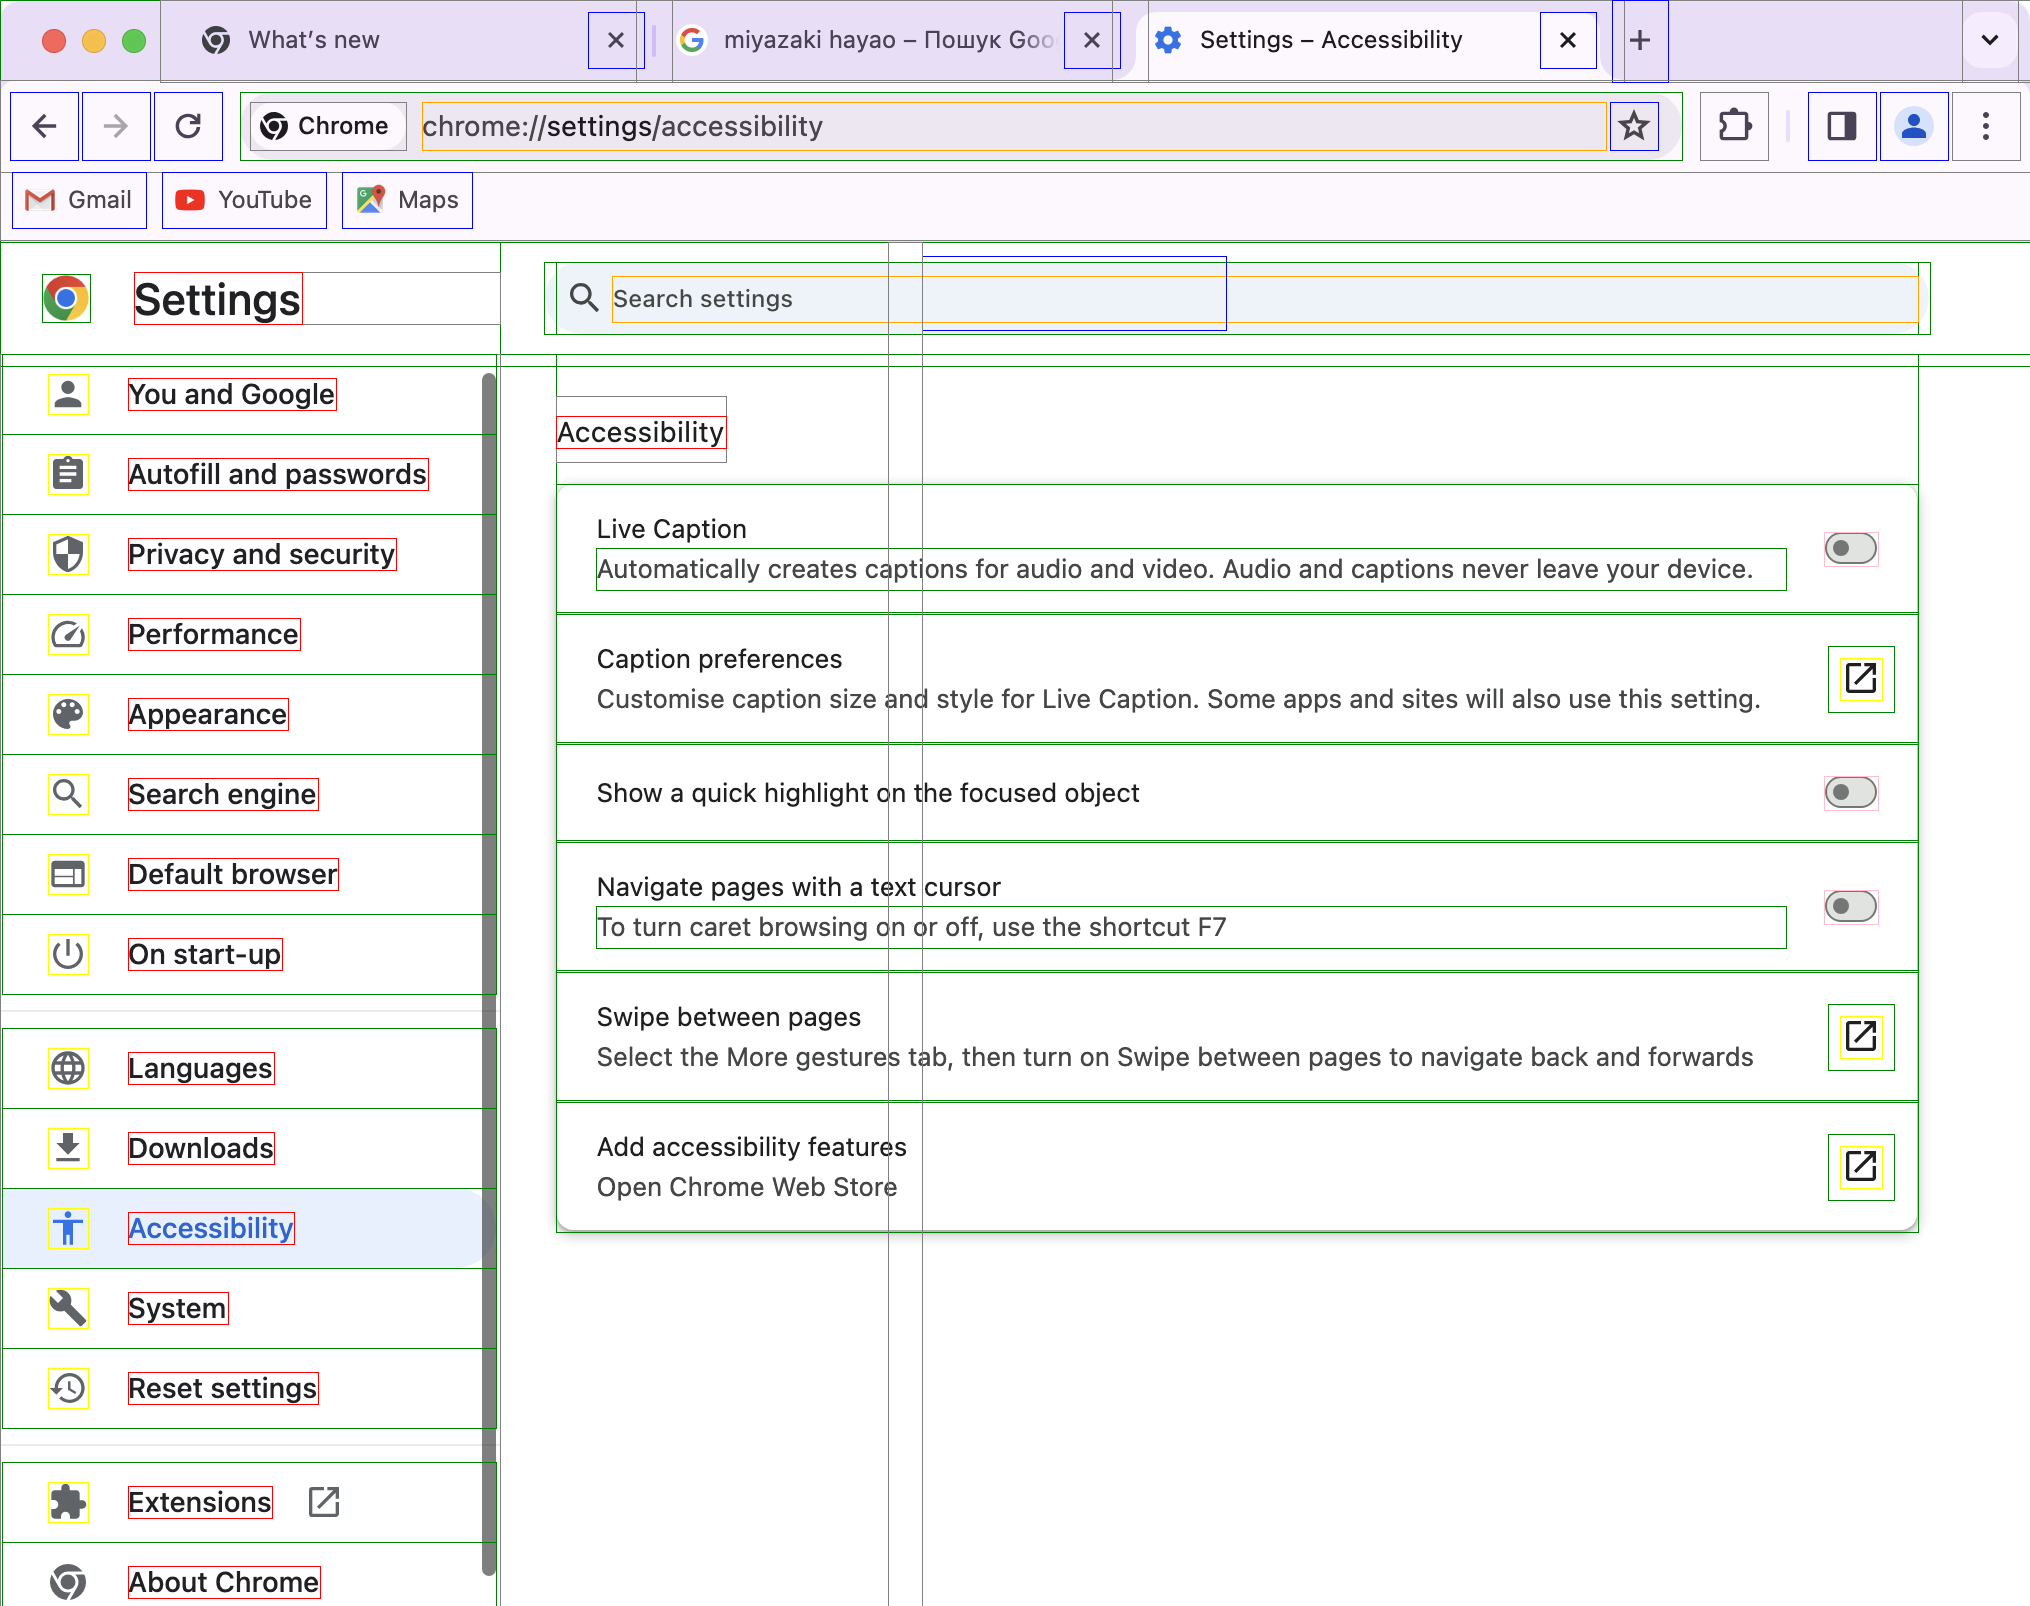 What's new
miyazaki hayao – Пошук Goo
Settings – Accessibility
Chrome
chrome://settings/accessibility
Gmail
YouTube
Maps
Settings
Search settings
You and Google
Autofill and passwords
Privacy and security
Performance
Appearance
Search engine
Default browser
On start-up
Languages
Downloads
Accessibility
System
Reset settings
Extensions
About Chrome
Accessibility
Live Caption
Automatically creates captions for audio and video. Audio and captions never leave your device.
Caption preferences
Customise caption size and style for Live Caption. Some apps and sites will also use this setting.
Show a quick highlight on the focused object
Navigate pages with a text cursor
To turn caret browsing on or off, use the shortcut F7
Swipe between pages
Select the More gestures tab, then turn on Swipe between pages to navigate back and forwards
Add accessibility features
Open Chrome Web Store